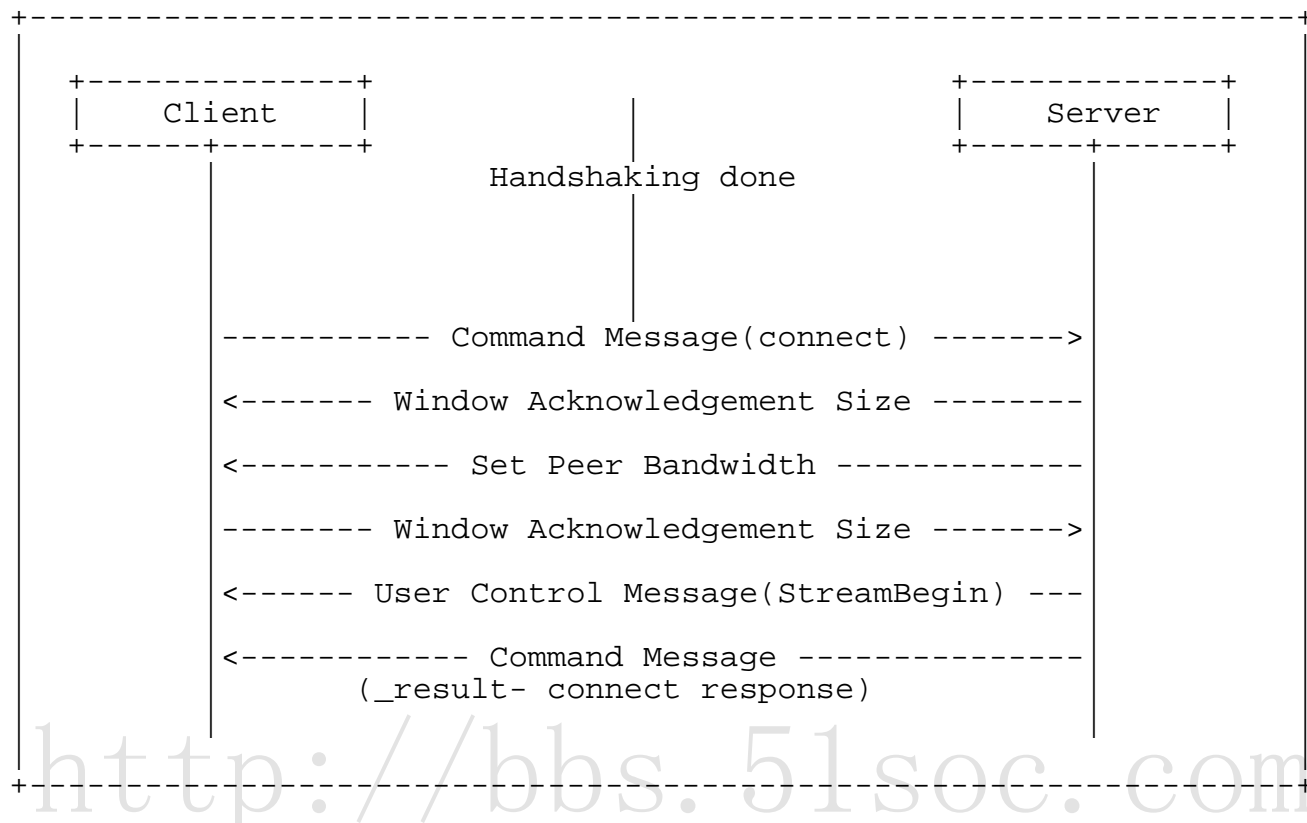 Client
Server
Handshaking done
----------- Command Message(connect) ------->
<------- Window Acknowledgement Size --------
<----------- Set Peer Bandwidth -------------
-------- Window Acknowledgement Size ------->
<------ User Control Message(StreamBegin) ---
<------------ Command Message --------------
(_result- connect response)
http://bbs.51soc.com